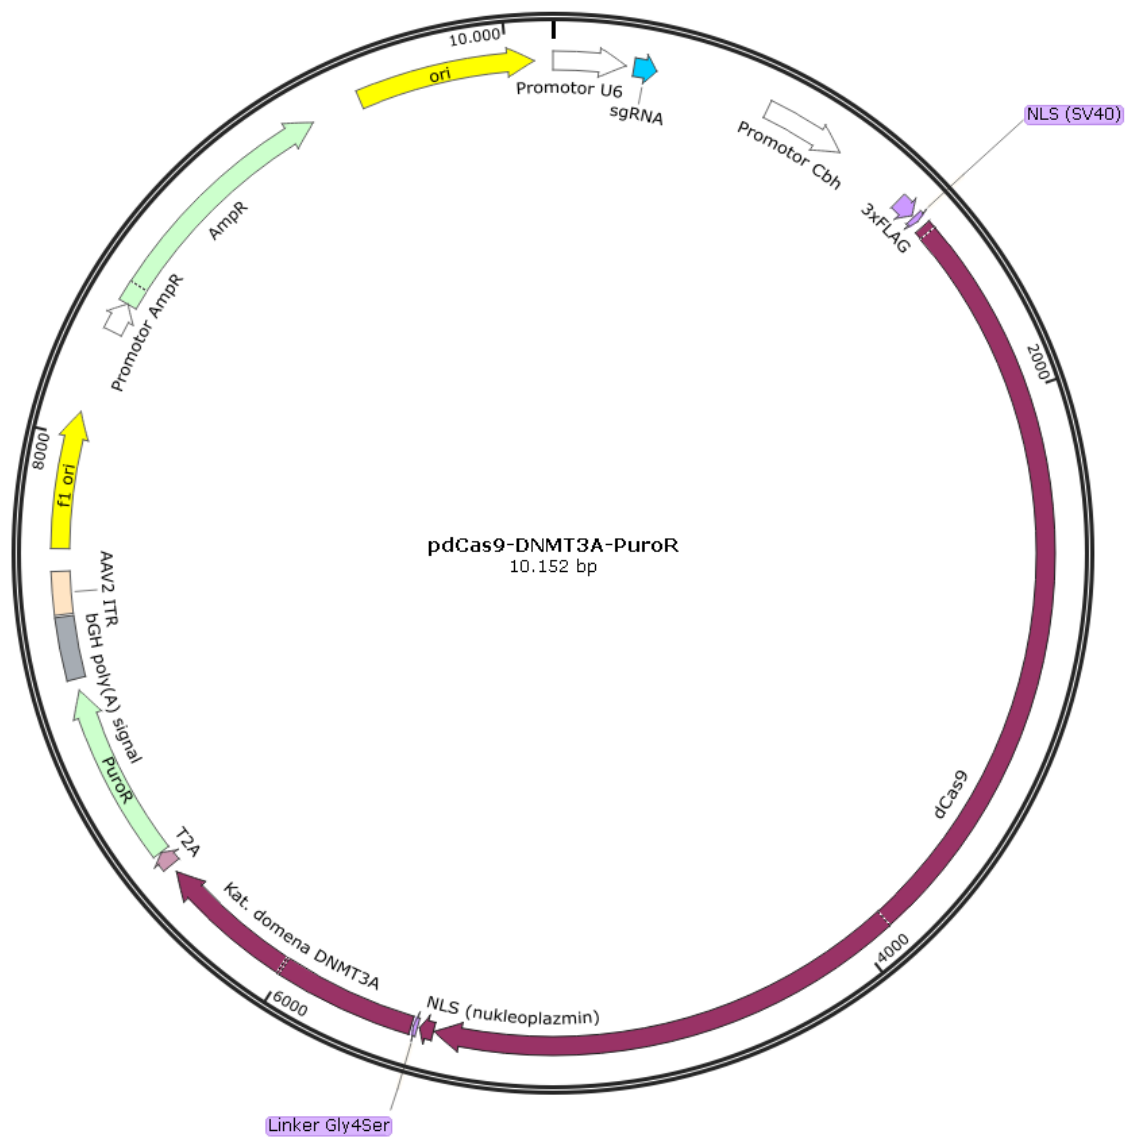 10.000
ori
Promotor U6
sgRNA
Promotor Cbh
NLS (SV40)
3xFLAG
AmpR
Promotor AmpR
2000
8000
f1 ori
pdCas9-DNMT3A-PuroR
10.152 bp
AAV2 ITR
bGH poly(A) signal
PuroR
T2A
dCas9
Kat. domena DNMT3A
4000
6000
NLS (nukleoplazmin)
Linker Gly4Ser